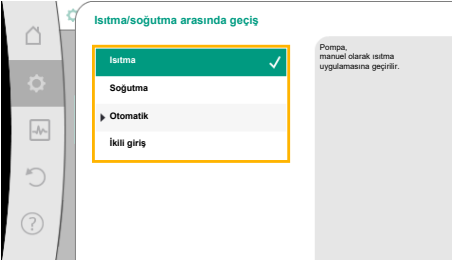 Isıtma/soğutma arasında geçiş
Isıtma
Soğutma
Otomatik
İkili giriş
Pompa,
manuel olarak ısıtma
uygulamasına geçirilir.